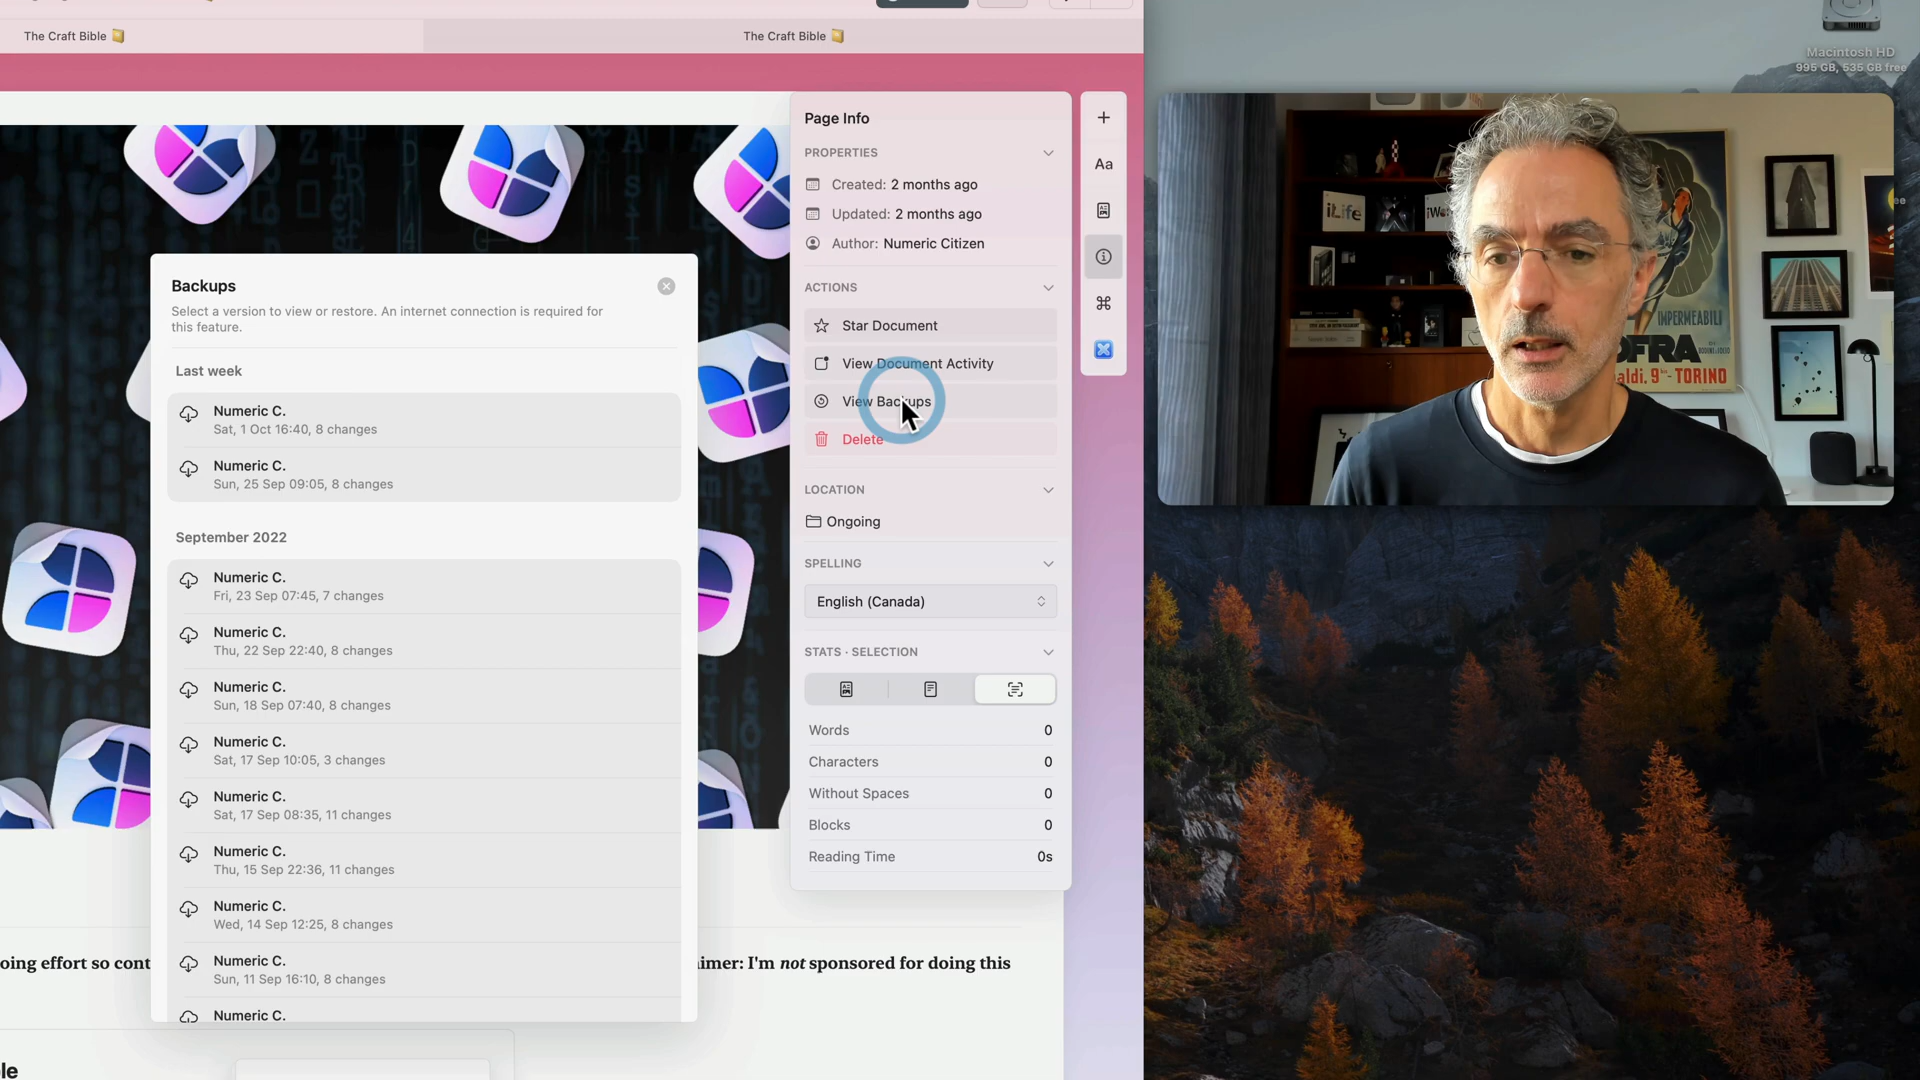 The Craft Bible
The Craft Bible
Macintosh HD
995 GB, 535 GB free
Page Info
PROPERTIES
Created: 2 months ago
Updated: 2 months ago
Author: Numeric Citizen
ACTIONS
Star Document
View Document Activity
View Backups
Delete
LOCATION
Ongoing
SPELLING
English (Canada)
STATS · SELECTION
Words 0
Characters 0
Without Spaces 0
Blocks 0
Reading Time 0s
Aa
Backups
Select a version to view or restore. An internet connection is required for
this feature.
Last week
Numeric C.
Sat, 1 Oct 16:40, 8 changes
Numeric C.
Sun, 25 Sep 09:05, 8 changes
September 2022
Numeric C.
Fri, 23 Sep 07:45, 7 changes
Numeric C.
Thu, 22 Sep 22:40, 8 changes
Numeric C.
Sun, 18 Sep 07:40, 8 changes
Numeric C.
Sat, 17 Sep 10:05, 3 changes
Numeric C.
Sat, 17 Sep 08:35, 11 changes
Numeric C.
Thu, 15 Sep 22:36, 11 changes
Numeric C.
Wed, 14 Sep 12:25, 8 changes
Numeric C.
Sun, 11 Sep 16:10, 8 changes
Numeric C.
oing effort so cont
imer: I'm not sponsored for doing this
le
iLife
iWo
IMPERMEABILI
FRA
aldi, 9 TORINO
ee